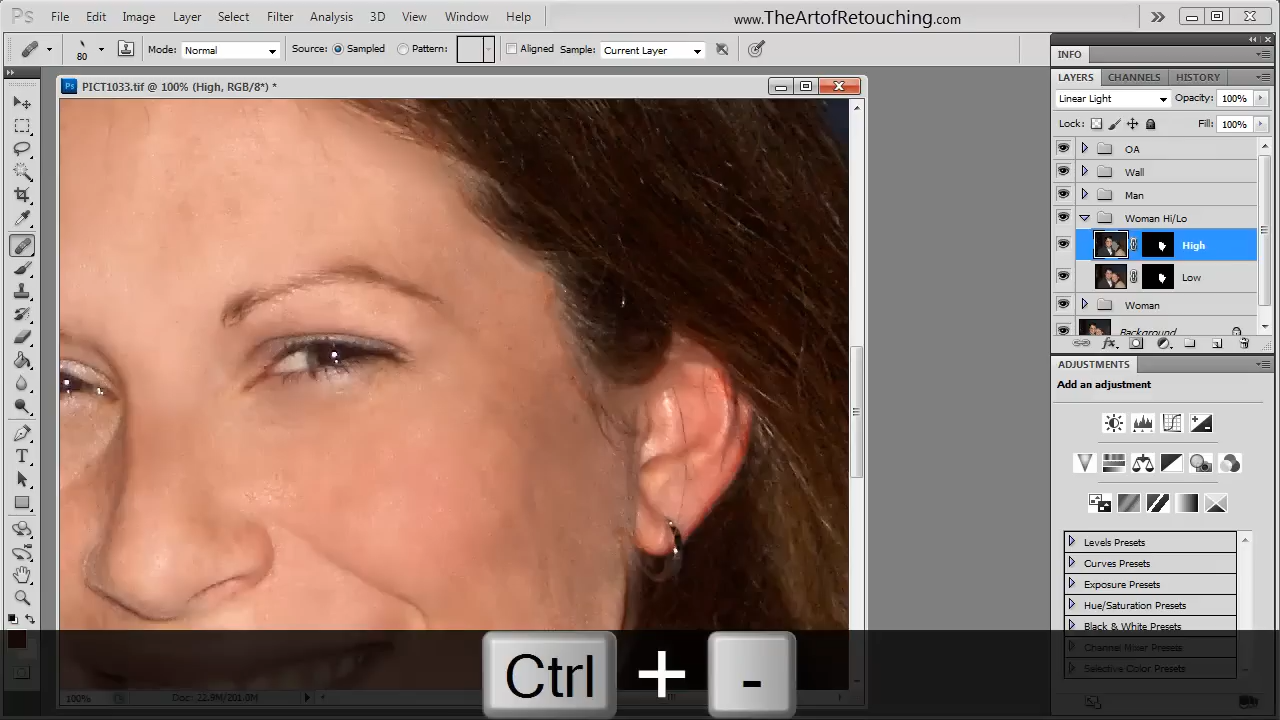 Ps File Edit Image Layer Select Filter Analysis 3D View Window Help www.TheArtofRetouching.com
80 Mode: Normal Source: Sampled Pattern: Aligned Sample: Current Layer
INFO
PICT1033.tif @ 100% (High, RGB/8*) *
LAYERS CHANNELS HISTORY
Linear Light Opacity: 100%
Lock: Fill: 100%
OA
Wall
Man
Woman Hi/Lo
High
Low
Woman
Background
ADJUSTMENTS
Add an adjustment
Levels Presets
Curves Presets
Exposure Presets
Hue/Saturation Presets
Black & White Presets
Channel Mixer Presets
Selective Color Presets
100% Doc: 22.9M/201.0M
Ctrl + -